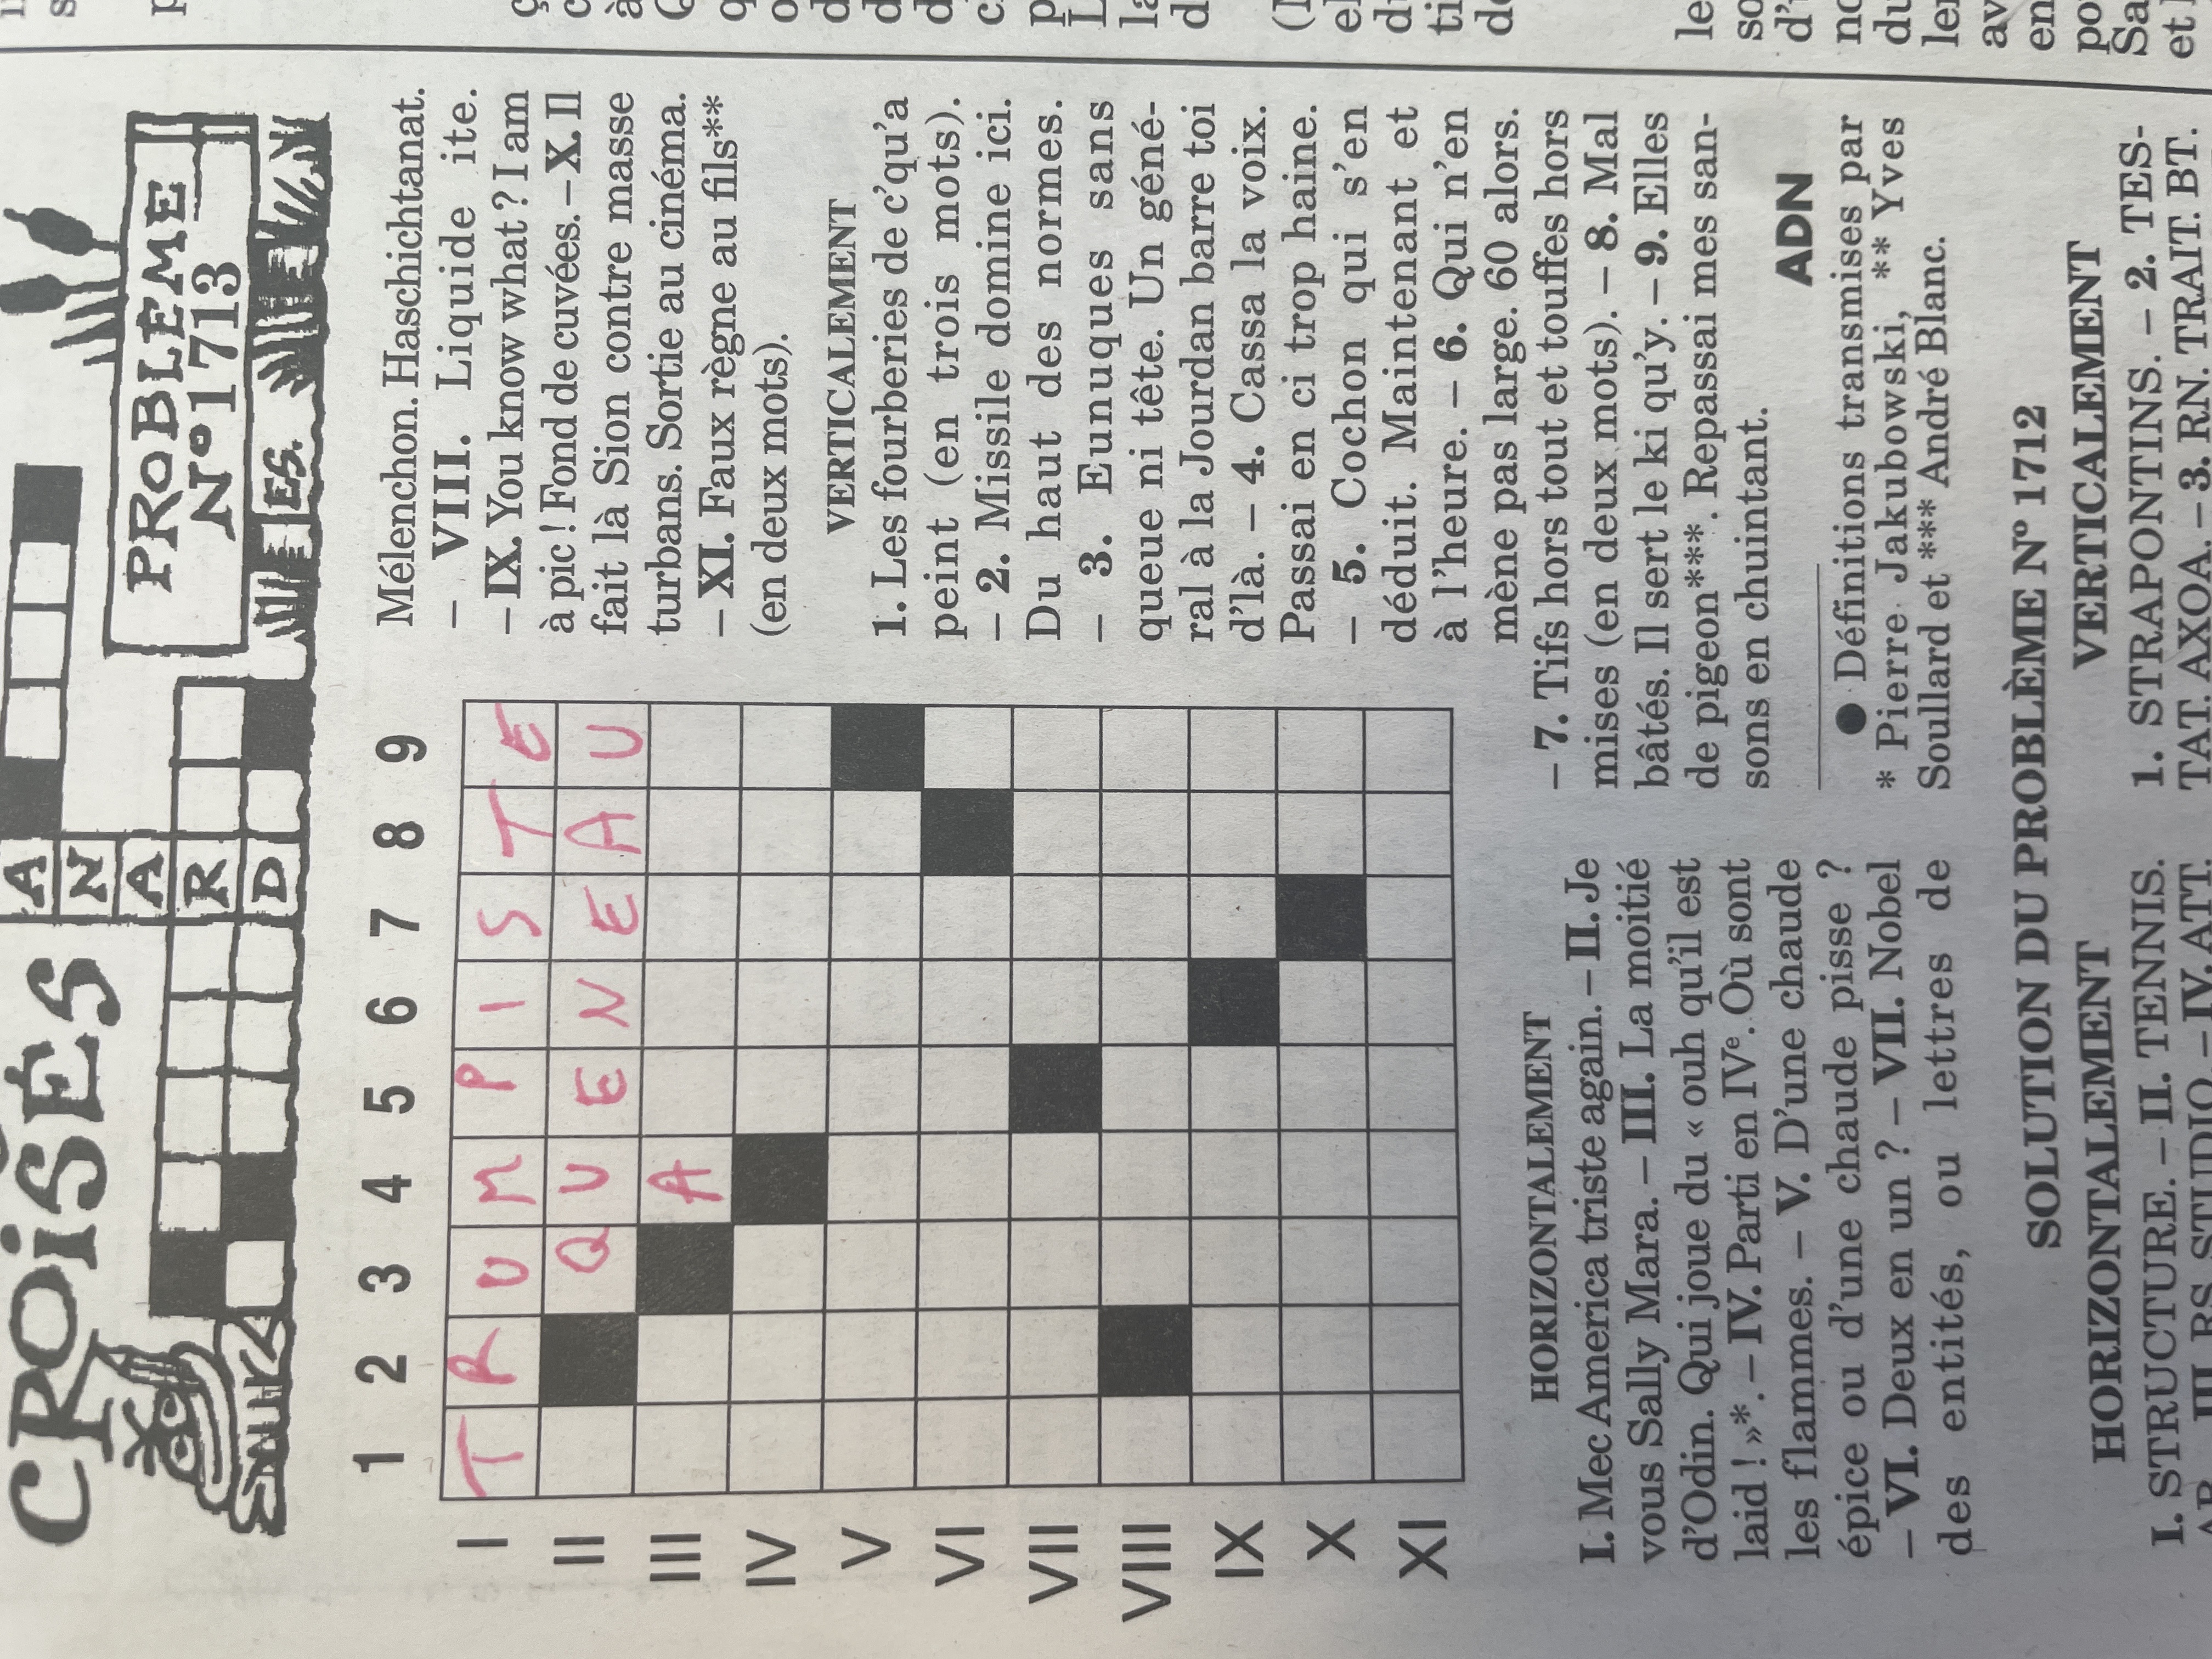 CROISÉS
A
N
A
R
D
PROBLÈME
N°1713
ES.
1 2 3 4 5 6 7 8 9
I T R U M P I S T E
II Q U E N E A U
III A
IV
V
VI
VII
VIII
IX
X
XI
HORIZONTALEMENT
I. Mec America triste again. – II. Je
vous Sally Mara. – III. La moitié
d'Odin. Qui joue du « ouh qu'il est
laid ! »*. – IV. Parti en IVe. Où sont
les flammes. – V. D'une chaude
épice ou d'une chaude pisse ?
– VI. Deux en un ? – VII. Nobel
des entités, ou lettres de
Mélenchon. Haschichtanat.
– VIII. Liquide ite.
– IX. You know what ? I am
à pic ! Fond de cuvées. – X. Il
fait là Sion contre masse
turbans. Sortie au cinéma.
– XI. Faux règne au fils**
(en deux mots).
VERTICALEMENT
1. Les fourberies de c'qu'a
peint (en trois mots).
– 2. Missile domine ici.
Du haut des normes.
– 3. Eunuques sans
queue ni tête. Un géné-
ral à la Jourdan barre toi
d'là. – 4. Cassa la voix.
Passai en ci trop haine.
– 5. Cochon qui s'en
déduit. Maintenant et
à l'heure. – 6. Qui n'en
mène pas large. 60 alors.
– 7. Tifs hors tout et touffes hors
mises (en deux mots). – 8. Mal
bâtés. Il sert le ki qu'y. – 9. Elles
de pigeon***. Repassai mes san-
sons en chuintant.
ADN
● Définitions transmises par
* Pierre Jakubowski, ** Yves
Soullard et *** André Blanc.
SOLUTION DU PROBLÈME N° 1712
HORIZONTALEMENT
I. STRUCTURE. – II. TENNIS.
AR. – III. RS. STUDIO. – IV. ATT.
VERTICALEMENT
1. STRAPONTINS. – 2. TES-
TAT. AXOA. – 3. RN. TRAIT. BT.